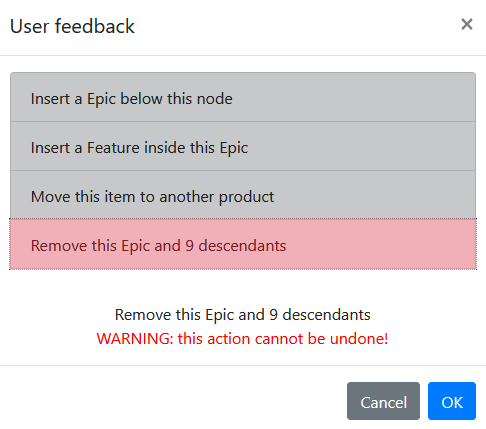 User feedback ×
Insert a Epic below this node
Insert a Feature inside this Epic
Move this item to another product
Remove this Epic and 9 descendants
Remove this Epic and 9 descendants
WARNING: this action cannot be undone!
Cancel OK